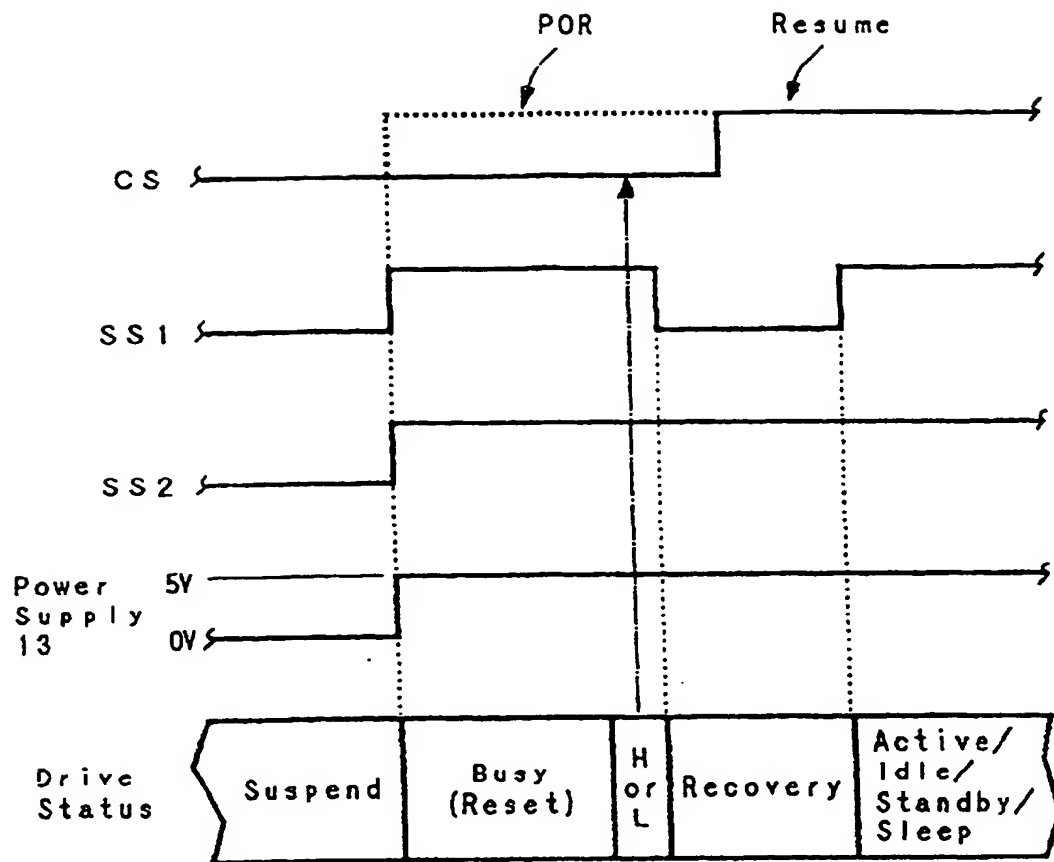 POR
Resume
CS
SS1
SS2
Power
Supply
13
5V
0V
Drive
Status
Suspend
Busy
(Reset)
H
or
L
Recovery
Active/
Idle/
Standby/
Sleep